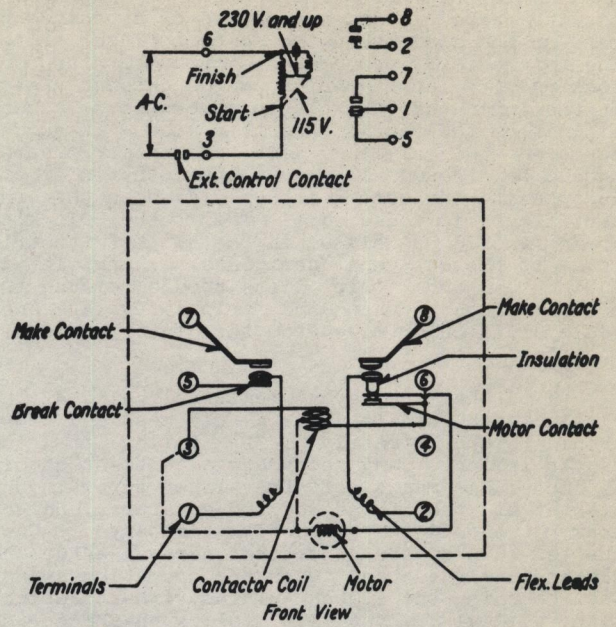 230 V. and up
8
6
2
Finish
7
A-C.
1
Start
115 V.
3
5
Ext. Control Contact
7
8
Make Contact
Make Contact
Insulation
5
6
Break Contact
Motor Contact
3
4
1
2
Terminals
Contactor Coil
Motor
Flex. Leads
Front View